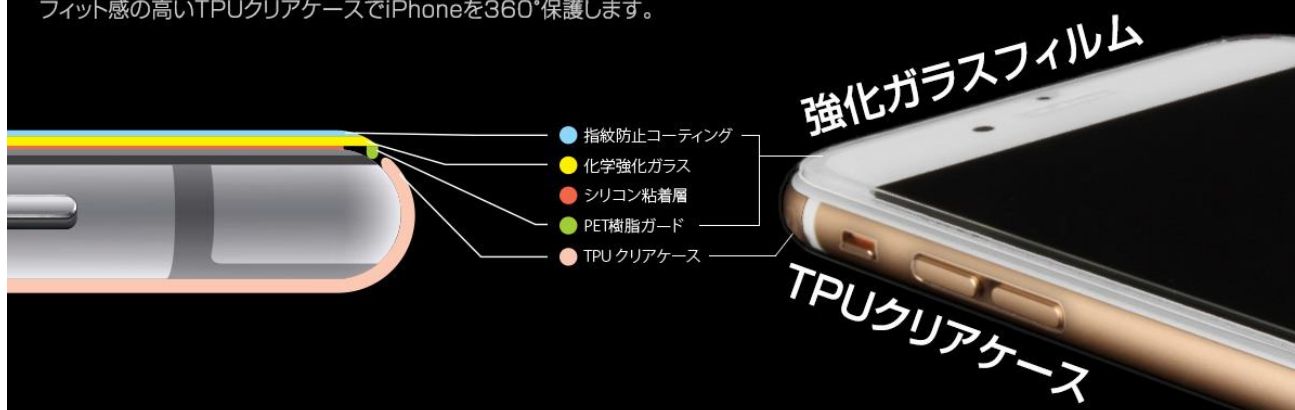 フィット感の高いTPUクリアケースでiPhoneを360°保護します。
強化ガラスフィルム
指紋防止コーティング
化学強化ガラス
シリコン粘着層
PET樹脂ガード
TPU クリアケース
TPUクリアケース